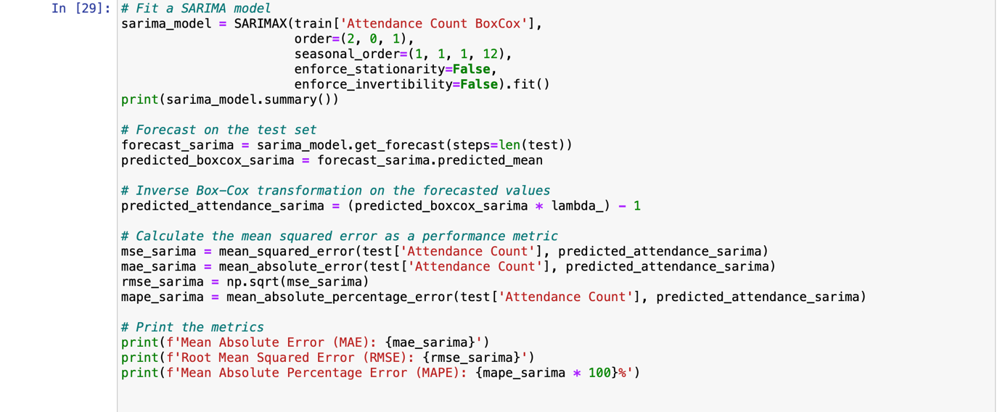 In [29]: # Fit a SARIMA model
sarima_model = SARIMAX(train['Attendance Count BoxCox'],
                       order=(2, 0, 1),
                       seasonal_order=(1, 1, 1, 12),
                       enforce_stationarity=False,
                       enforce_invertibility=False).fit()
print(sarima_model.summary())

# Forecast on the test set
forecast_sarima = sarima_model.get_forecast(steps=len(test))
predicted_boxcox_sarima = forecast_sarima.predicted_mean

# Inverse Box-Cox transformation on the forecasted values
predicted_attendance_sarima = (predicted_boxcox_sarima * lambda_) - 1

# Calculate the mean squared error as a performance metric
mse_sarima = mean_squared_error(test['Attendance Count'], predicted_attendance_sarima)
mae_sarima = mean_absolute_error(test['Attendance Count'], predicted_attendance_sarima)
rmse_sarima = np.sqrt(mse_sarima)
mape_sarima = mean_absolute_percentage_error(test['Attendance Count'], predicted_attendance_sarima)

# Print the metrics
print(f'Mean Absolute Error (MAE): {mae_sarima}')
print(f'Root Mean Squared Error (RMSE): {rmse_sarima}')
print(f'Mean Absolute Percentage Error (MAPE): {mape_sarima * 100}%')